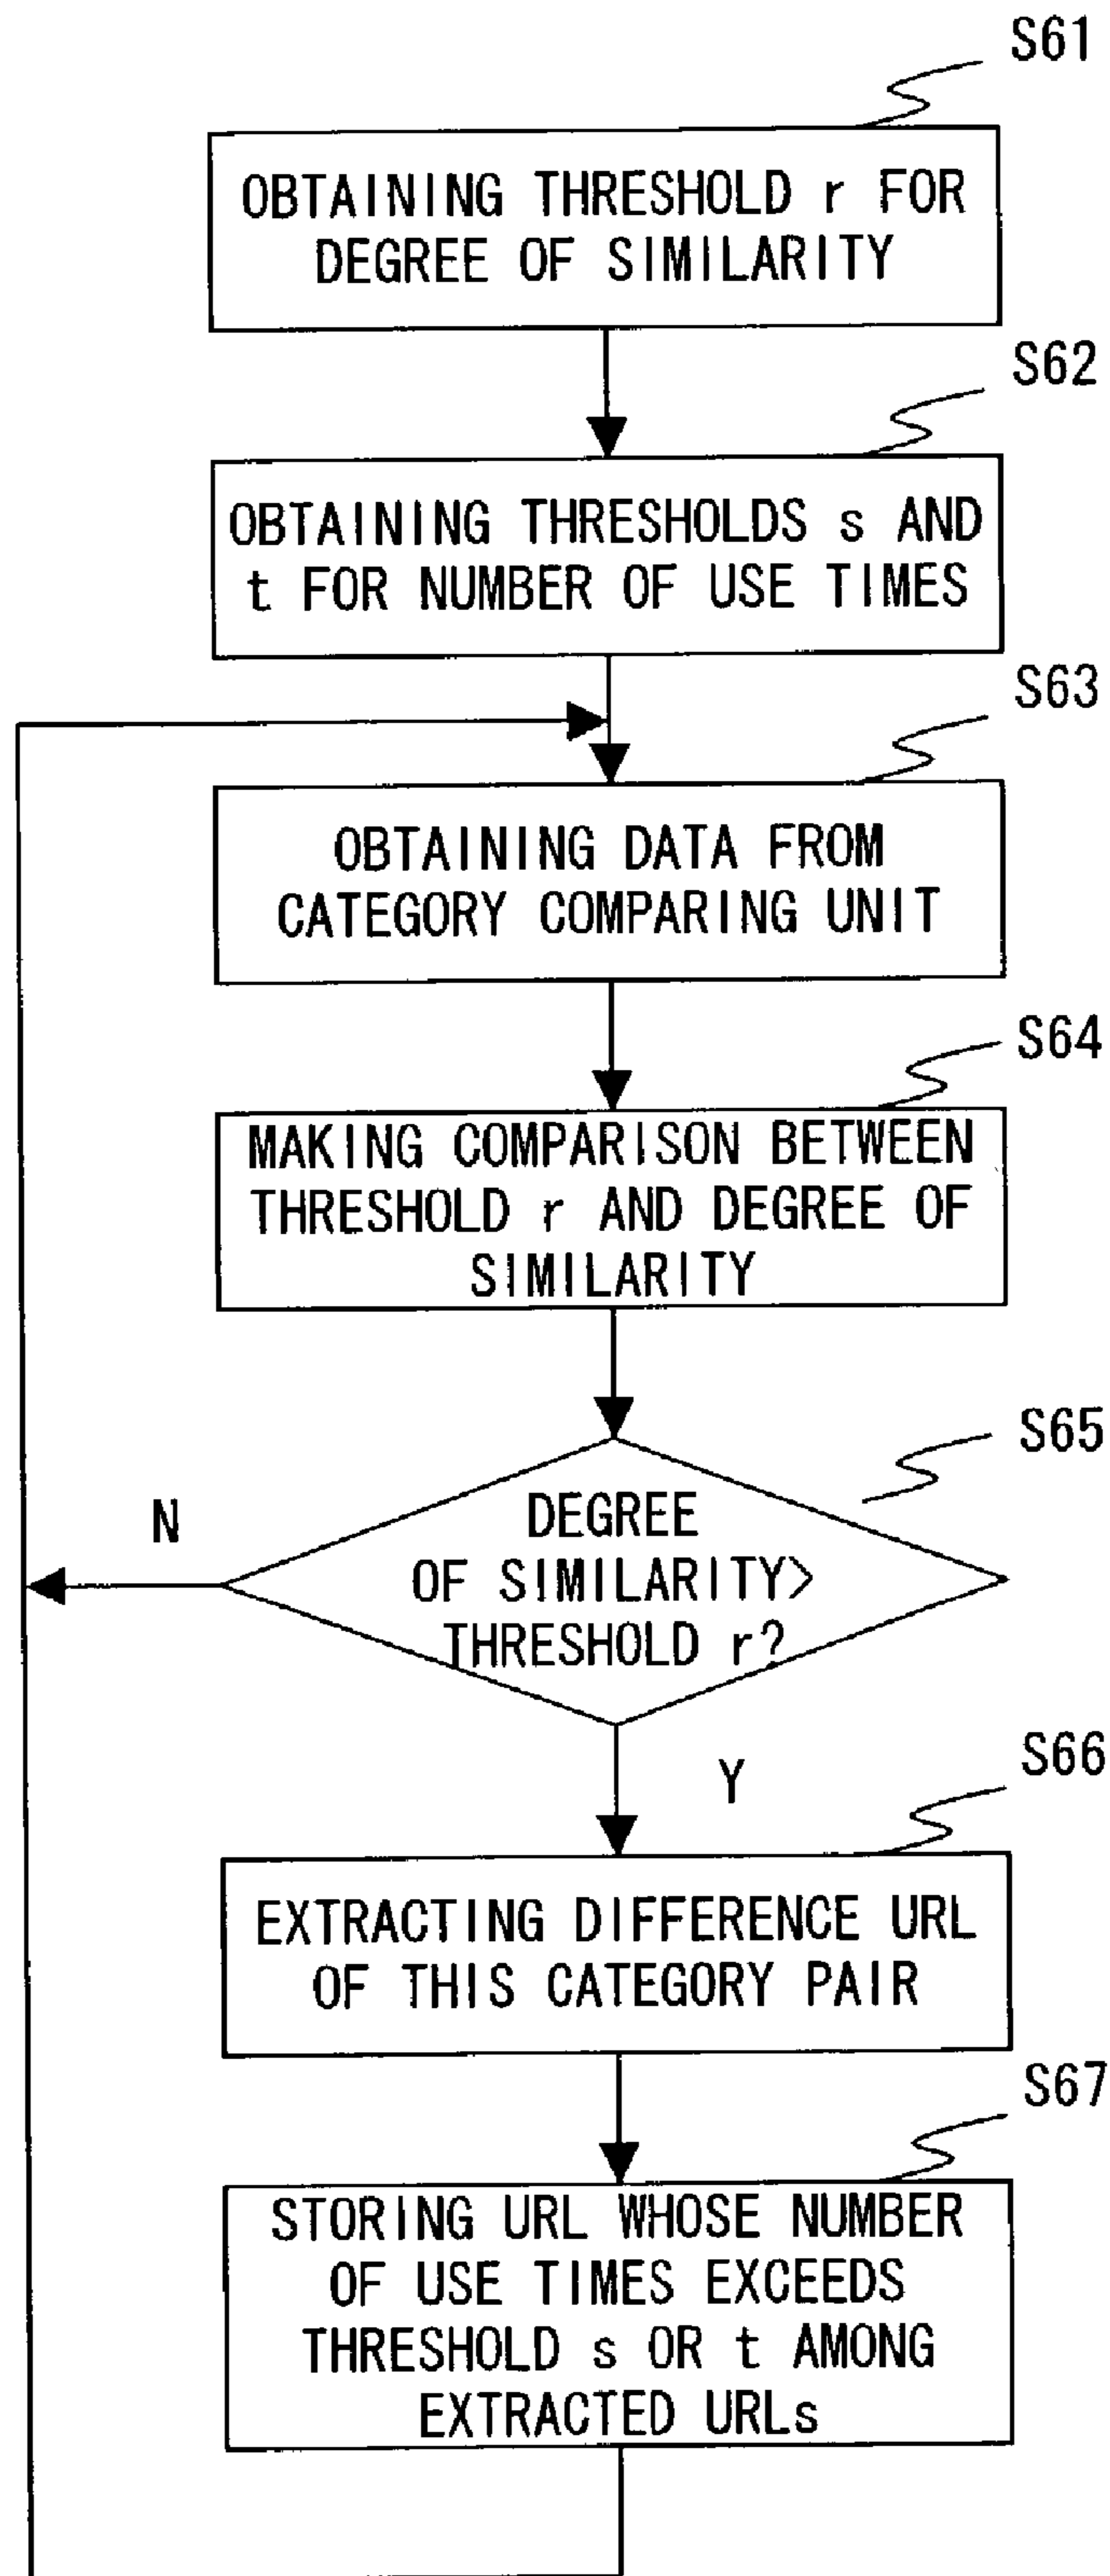 S61
OBTAINING THRESHOLD r FOR
DEGREE OF SIMILARITY
S62
OBTAINING THRESHOLDS s AND
t FOR NUMBER OF USE TIMES
S63
OBTAINING DATA FROM
CATEGORY COMPARING UNIT
S64
MAKING COMPARISON BETWEEN
THRESHOLD r AND DEGREE OF
SIMILARITY
S65
DEGREE
OF SIMILARITY>
THRESHOLD r?
N
Y
S66
EXTRACTING DIFFERENCE URL
OF THIS CATEGORY PAIR
S67
STORING URL WHOSE NUMBER
OF USE TIMES EXCEEDS
THRESHOLD s OR t AMONG
EXTRACTED URLs